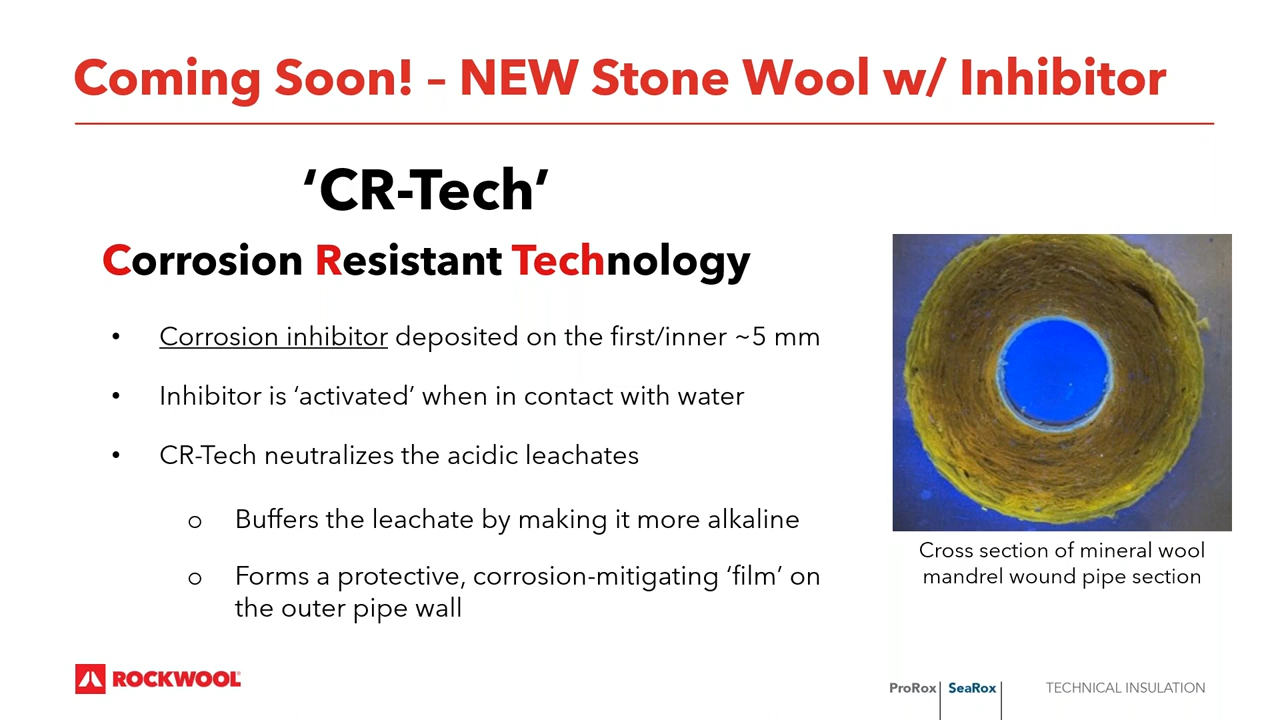 Coming Soon! – NEW Stone Wool w/ Inhibitor
‘CR-Tech’
Corrosion Resistant Technology
• Corrosion inhibitor deposited on the first/inner ~5 mm
• Inhibitor is ‘activated’ when in contact with water
• CR-Tech neutralizes the acidic leachates
o Buffers the leachate by making it more alkaline
o Forms a protective, corrosion-mitigating ‘film’ on
the outer pipe wall
Cross section of mineral wool
mandrel wound pipe section
ROCKWOOL
ProRox SeaRox TECHNICAL INSULATION